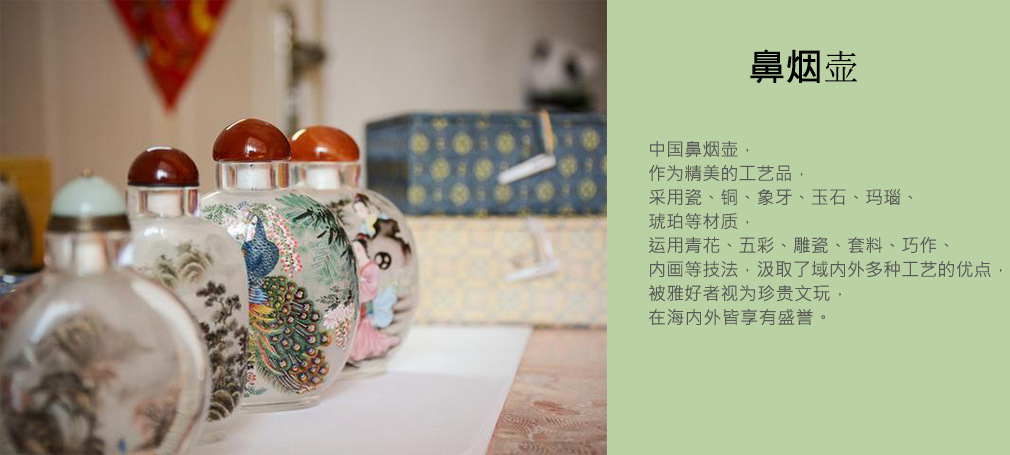 鼻烟壶
中国鼻烟壶，
作为精美的工艺品，
采用瓷、铜、象牙、玉石、玛瑙、
琥珀等材质，
运用青花、五彩、雕瓷、套料、巧作、
内画等技法，汲取了域内外多种工艺的优点，
被雅好者视为珍贵文玩，
在海内外皆享有盛誉。